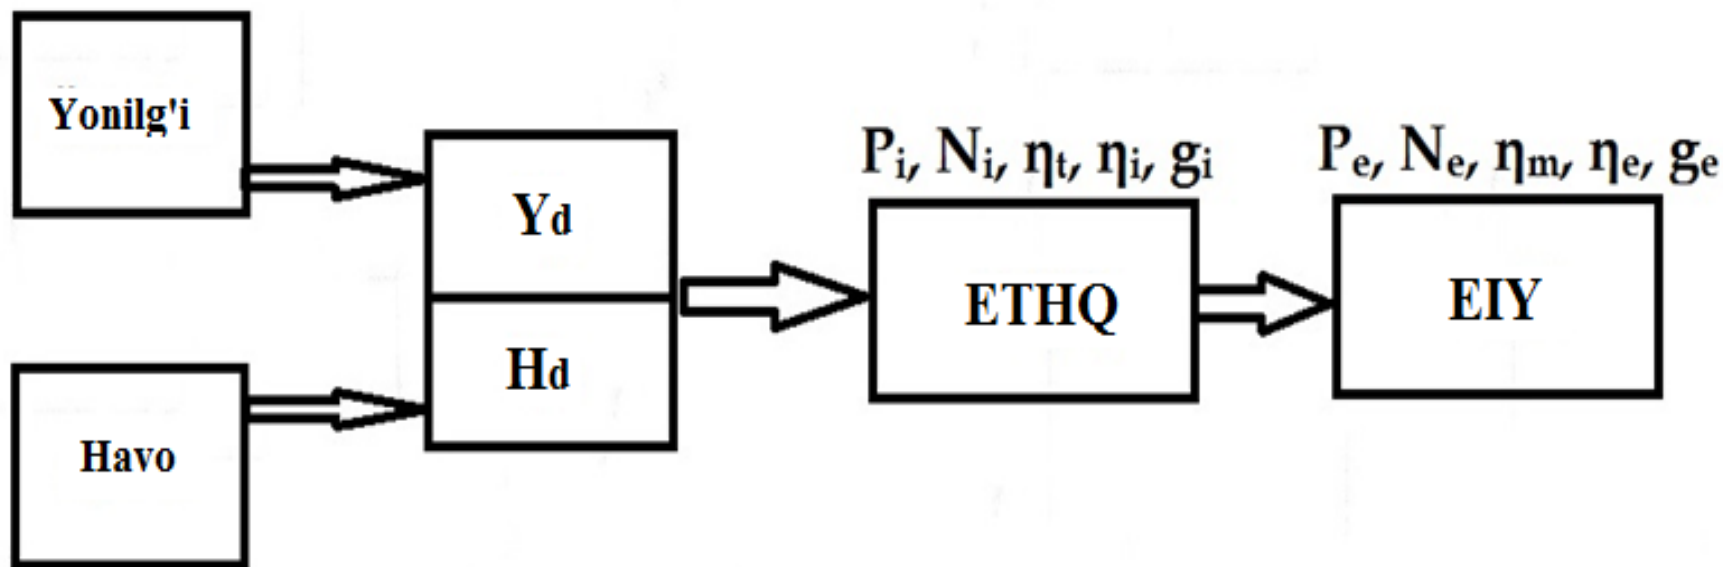 Yonilg'i
Havo
Yd
Hd
Pi, Ni, ηt, ηi, gi
ETHQ
Pe, Ne, ηm, ηe, ge
EIY